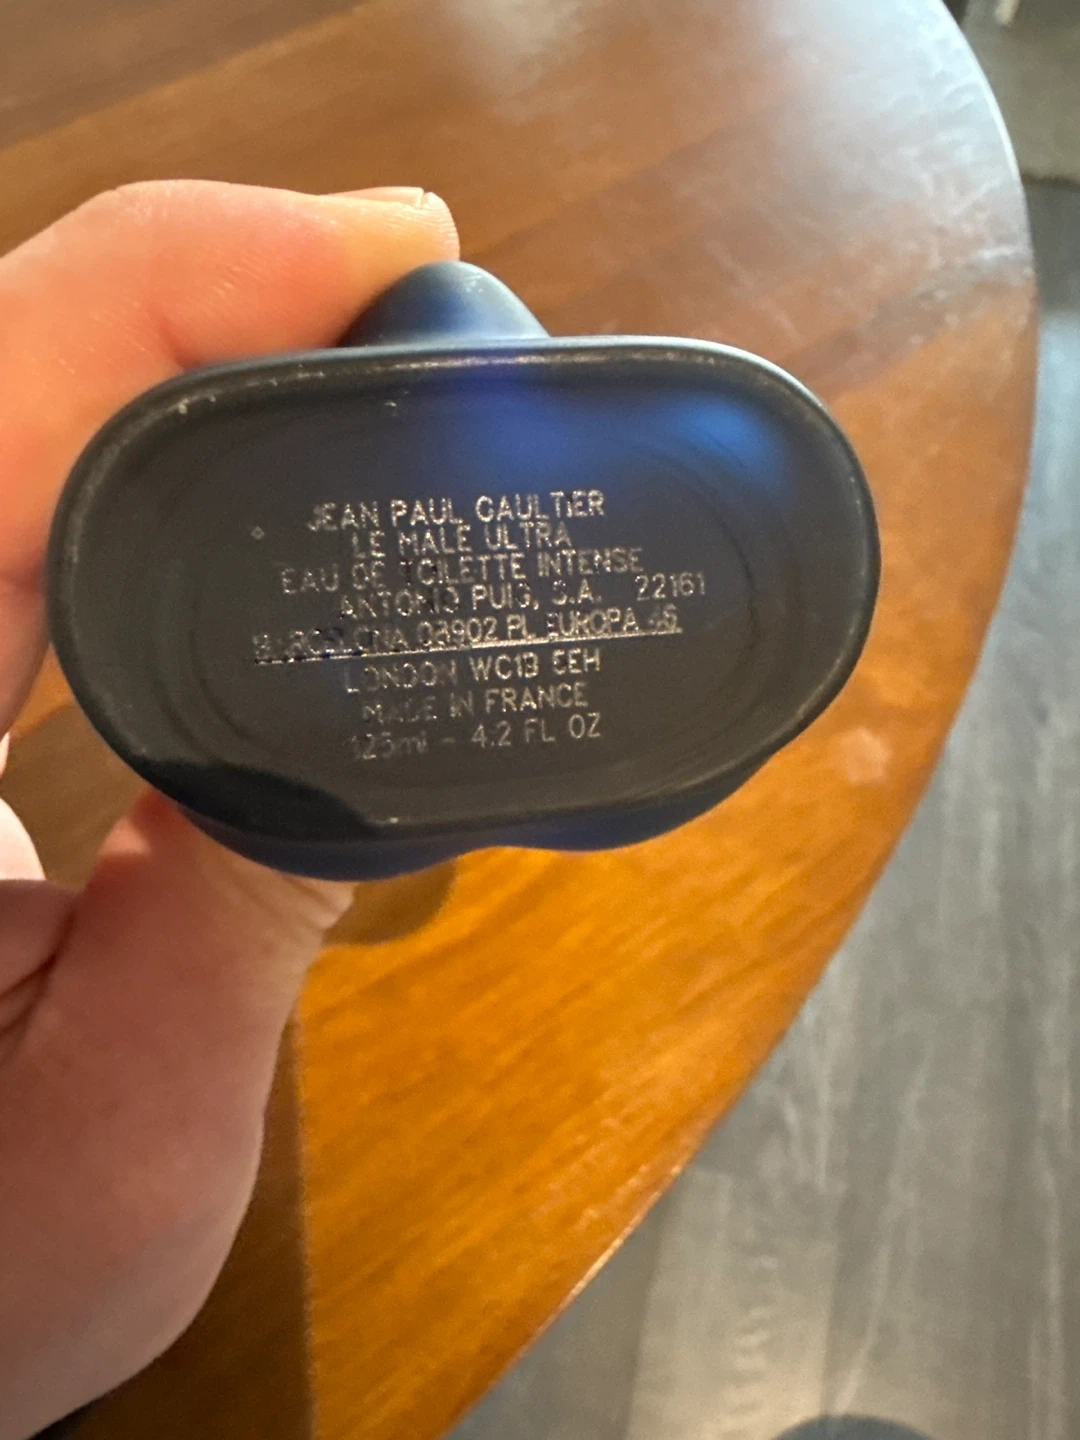 JEAN PAUL GAULTIER
LE MALE ULTRA
EAU DE TOILETTE INTENSE
ANTONIO PUIG, S.A. 22161
BARCELONA 08902 PL. EUROPA 46
LONDON WC1B 5EH
MADE IN FRANCE
125ml - 4.2 FL OZ